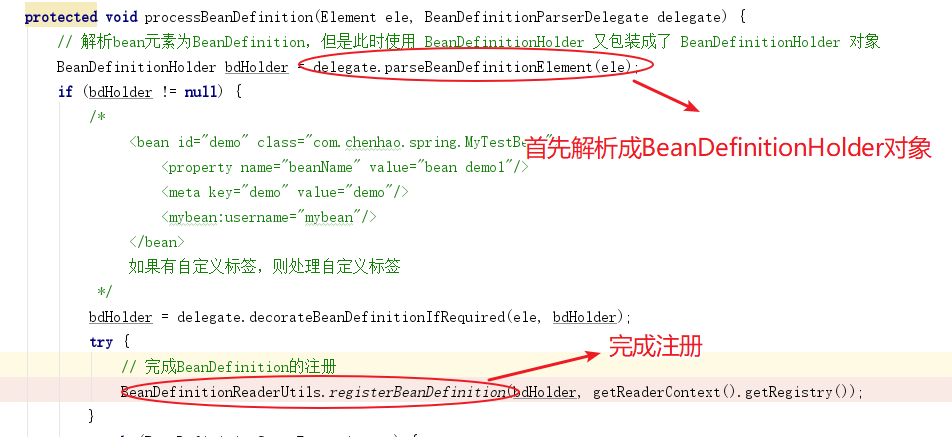 protected void processBeanDefinition(Element ele, BeanDefinitionParserDelegate delegate) {
// 解析bean元素为BeanDefinition, 但是此时使用 BeanDefinitionHolder 又包装成了 BeanDefinitionHolder 对象
BeanDefinitionHolder bdHolder = delegate.parseBeanDefinitionElement(ele);
if (bdHolder != null) {
/*
<bean id="demo" class="com.chenhao.spring.MyTestBe
首先解析成BeanDefinitionHolder对象
<property name="beanName" value="bean demo1"/>
<meta key="demo" value="demo"/>
<mybean:username="mybean"/>
</bean>
如果有自定义标签，则处理自定义标签
*/
bdHolder = delegate.decorateBeanDefinitionIfRequired(ele, bdHolder);
try {
完成注册
// 完成BeanDefinition的注册
BeanDefinitionReaderUtils.registerBeanDefinition(bdHolder, getReaderContext().getRegistry());
}